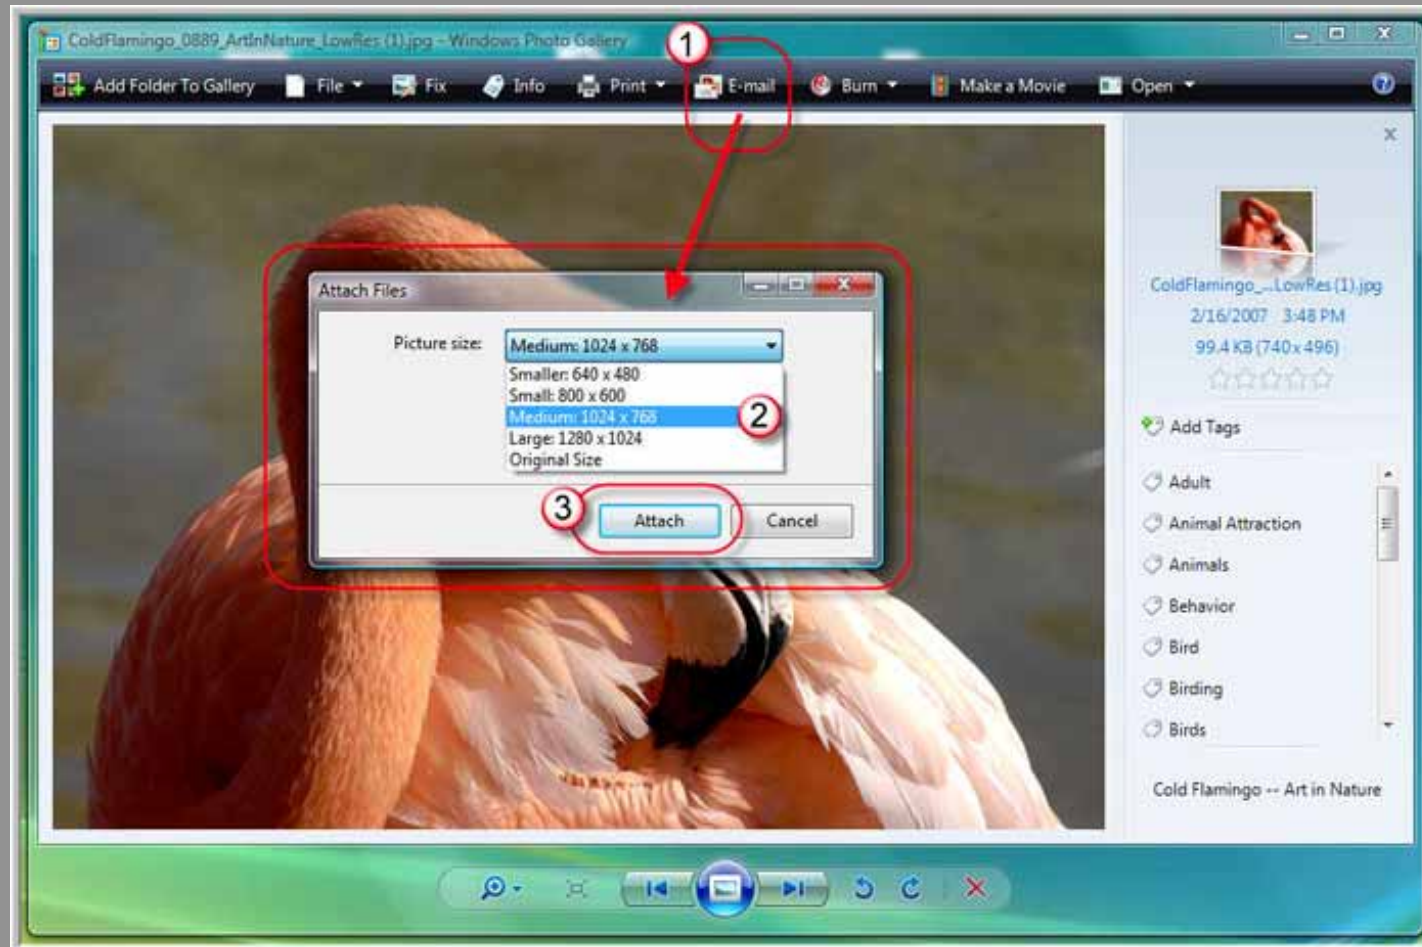 ColdFlamingo_0889_ArtInNature_LowRes (1).jpg - Windows Photo Gallery
1
Add Folder To Gallery File Fix Info Print E-mail Burn Make a Movie Open
Attach Files
Picture size: Medium: 1024 x 768
Smaller: 640 x 480
Small: 800 x 600
Medium: 1024 x 768
2
Large: 1280 x 1024
Original Size
3
Attach Cancel
ColdFlamingo_...LowRes (1).jpg
2/16/2007 3:48 PM
99.4 KB (740 x 496)
Add Tags
Adult
Animal Attraction
Animals
Behavior
Bird
Birding
Birds
Cold Flamingo -- Art in Nature